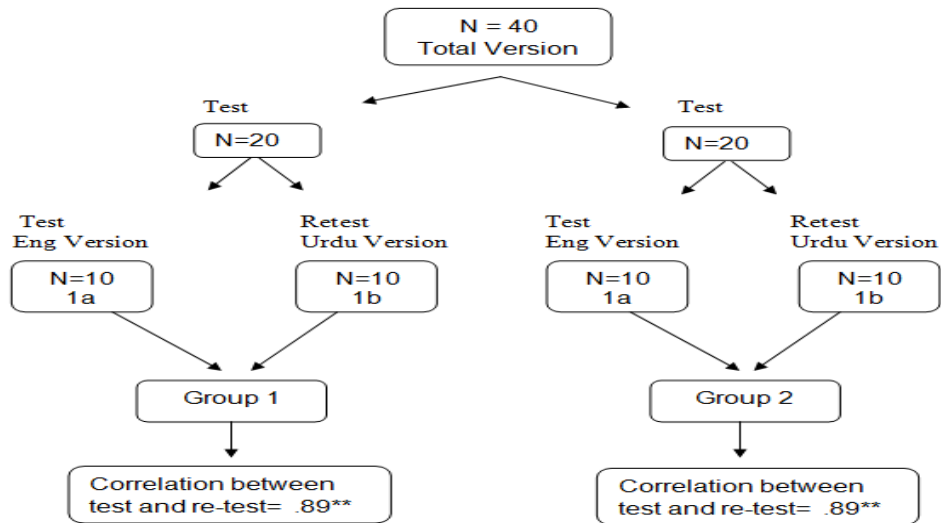 N = 40
Total Version
Test
Test
N=20
N=20
Test
Eng Version
Retest
Urdu Version
Test
Eng Version
Retest
Urdu Version
N=10
1a
N=10
1b
N=10
1a
N=10
1b
Group 1
Group 2
Correlation between
test and re-test= .89**
Correlation between
test and re-test= .89**